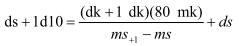 ds + 1d10 = (dk + 1 dk)(80 mk) / ms₊₁ − ms + ds